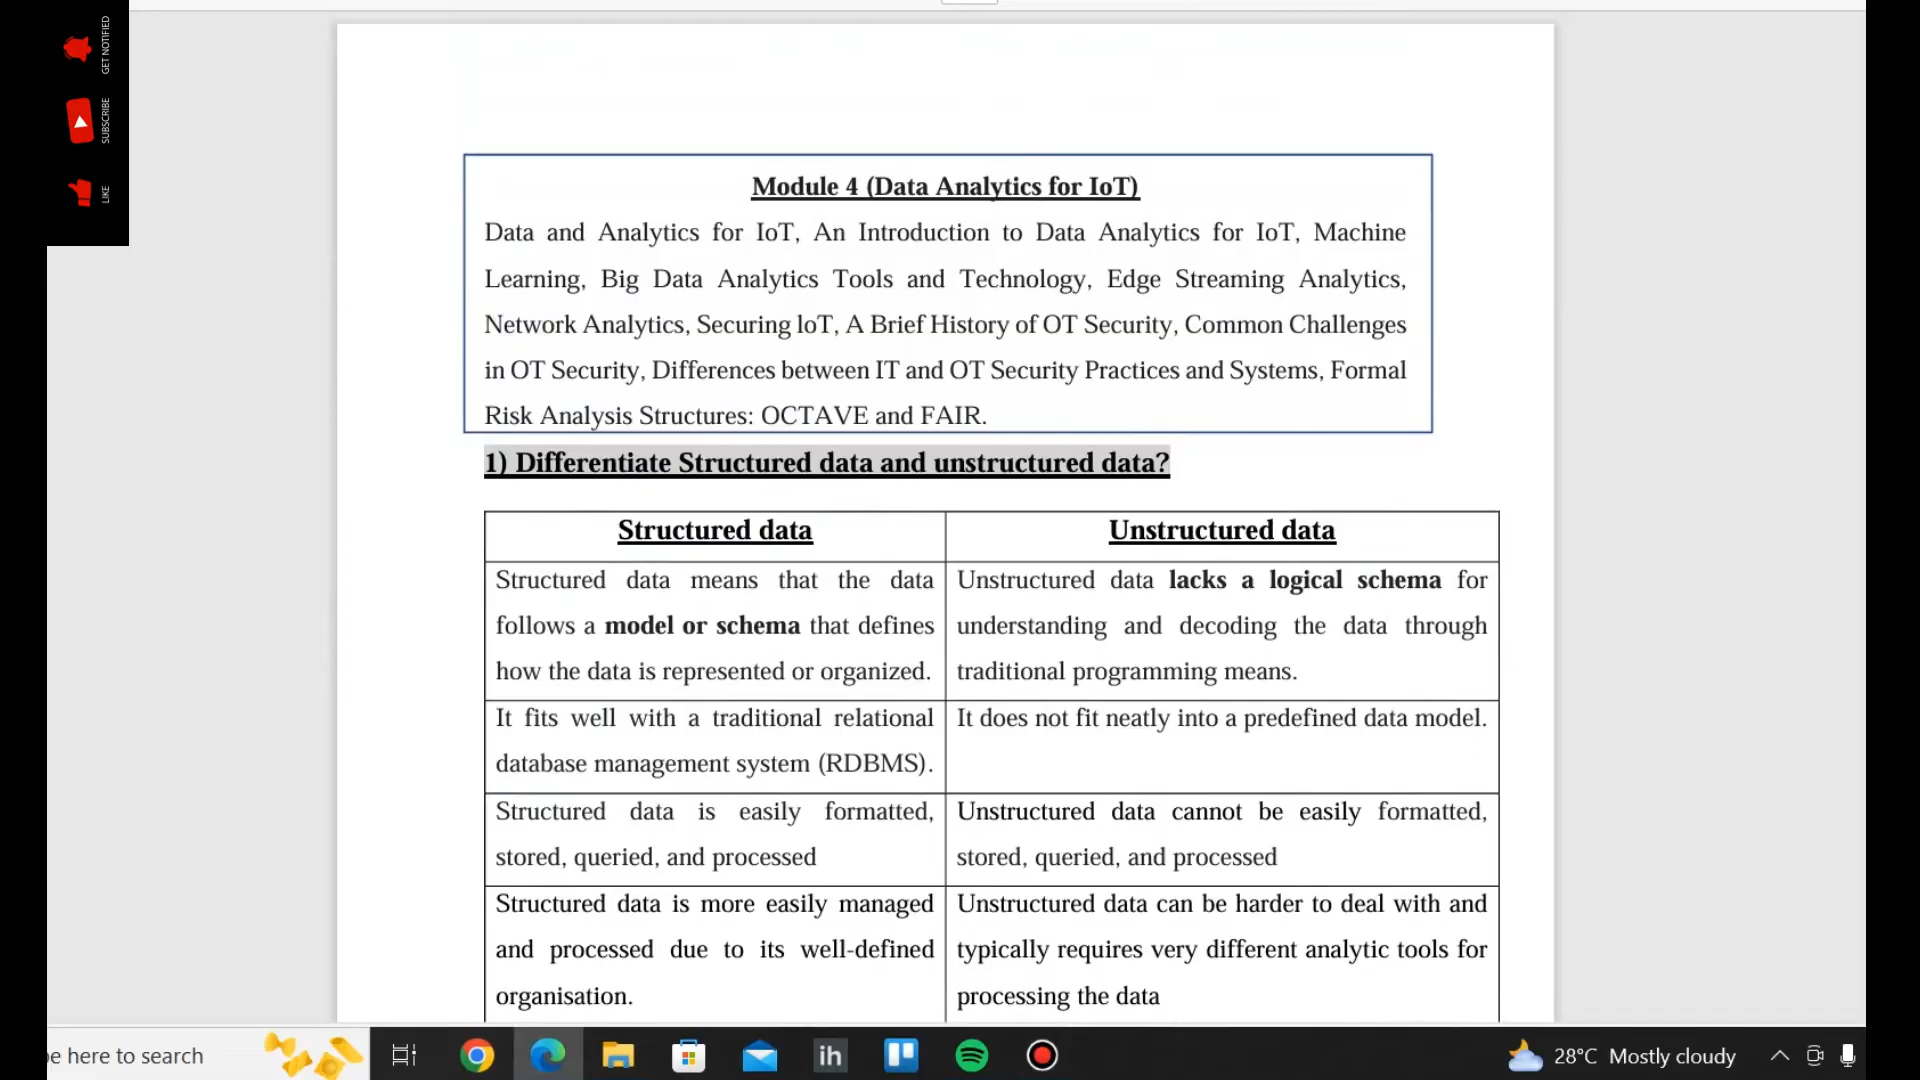 GET NOTIFIED
SUBSCRIBE
LIKE
Module 4 (Data Analytics for IoT)
Data and Analytics for IoT, An Introduction to Data Analytics for IoT, Machine
Learning, Big Data Analytics Tools and Technology, Edge Streaming Analytics,
Network Analytics, Securing loT, A Brief History of OT Security, Common Challenges
in OT Security, Differences between IT and OT Security Practices and Systems, Formal
Risk Analysis Structures: OCTAVE and FAIR.
1) Differentiate Structured data and unstructured data?
Structured data
Unstructured data
Structured data means that the data
follows a model or schema that defines
how the data is represented or organized.
Unstructured data lacks a logical schema for
understanding and decoding the data through
traditional programming means.
It fits well with a traditional relational
database management system (RDBMS).
It does not fit neatly into a predefined data model.
Structured data is easily formatted,
stored, queried, and processed
Unstructured data cannot be easily formatted,
stored, queried, and processed
Structured data is more easily managed
and processed due to its well-defined
organisation.
Unstructured data can be harder to deal with and
typically requires very different analytic tools for
processing the data
e here to search
ih
28°C Mostly cloudy